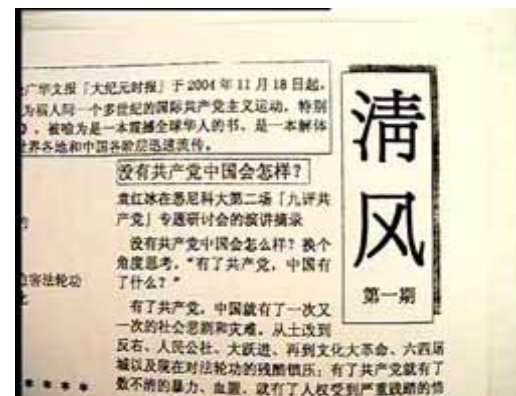 广华文报「大纪元时报」于 2004 年 11 月 18 日起,
为祸人间一个多世纪的国际共产党主义运动, 特别
, 被喻为是一本震撼全球华人的书, 是一本解体
世界各地和中国各阶层迅速流传。
清风
第一期
没有共产党中国会怎样?
袁红冰在悉尼科大第二场「九评共
产党」专题研讨会的演讲摘录
没有共产党中国会怎么样? 换个
角度思考, “有了共产党, 中国有
了什么? ”
有了共产党, 中国就有了一次又
一次的社会悲剧和灾难, 从土改到
反右、人民公社、大跃进、再到文化大革命、六四屠
城以及现在对法轮功的残酷镇压; 有了共产党就有了
数不清的暴力、血腥, 就有了人权受到严重践踏的情
迫害法轮功
* * * * *